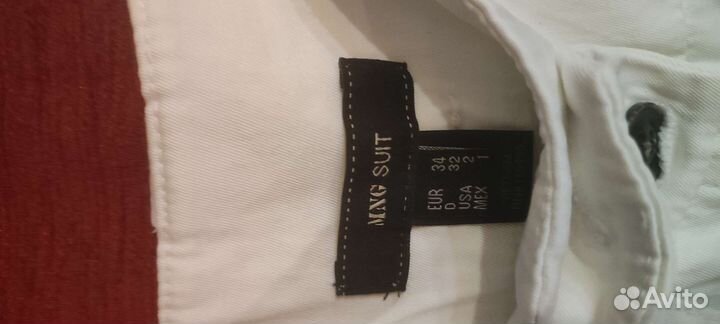 MNG SUIT
EUR 34
D 32
USA 2
MEX 1
Avito